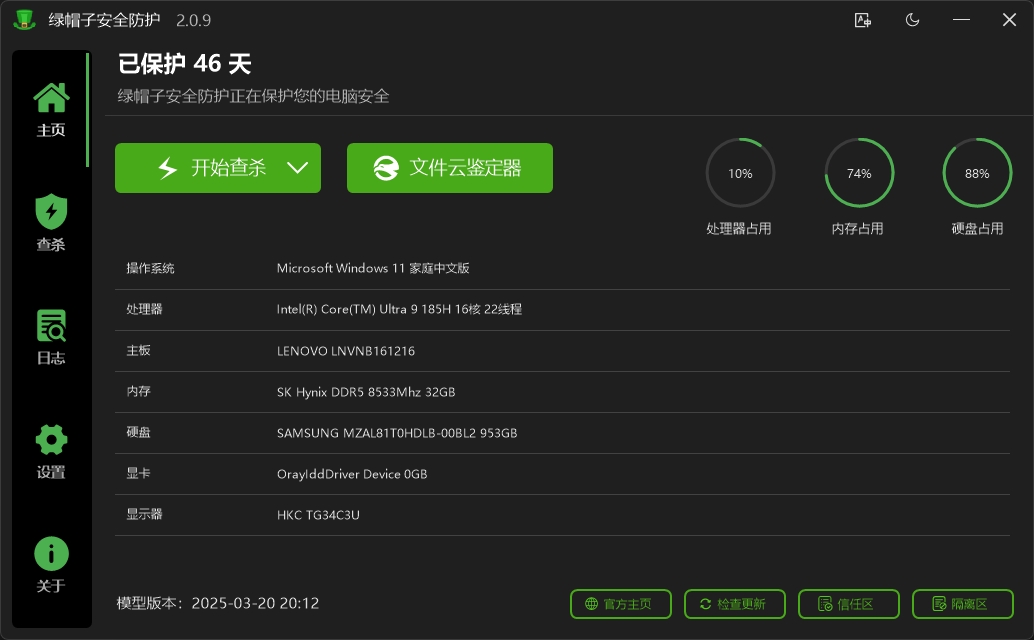 绿帽子安全防护 2.0.9
主页
查杀
日志
设置
关于
已保护 46 天
绿帽子安全防护正在保护您的电脑安全
开始查杀
文件云鉴定器
10%
处理器占用
74%
内存占用
88%
硬盘占用
操作系统 Microsoft Windows 11 家庭中文版
处理器 Intel(R) Core(TM) Ultra 9 185H 16核 22线程
主板 LENOVO LNVNB161216
内存 SK Hynix DDR5 8533Mhz 32GB
硬盘 SAMSUNG MZAL81T0HDLB-00BL2 953GB
显卡 OrayIddDriver Device 0GB
显示器 HKC TG34C3U
模型版本：2025-03-20 20:12
官方主页
检查更新
信任区
隔离区